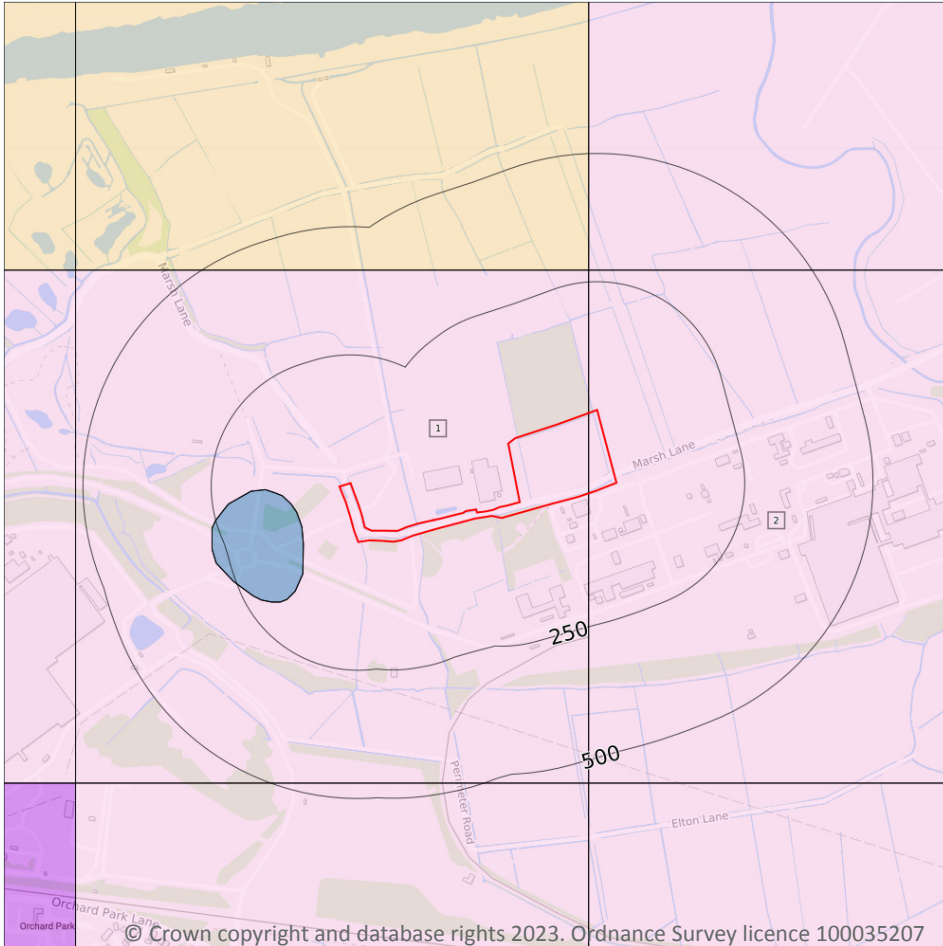 Marsh Lane
1
Marsh Lane
2
250
500
Perimeter Road
Elton Lane
Orchard Park Lane
Orchard Park
© Crown copyright and database rights 2023. Ordnance Survey licence 100035207